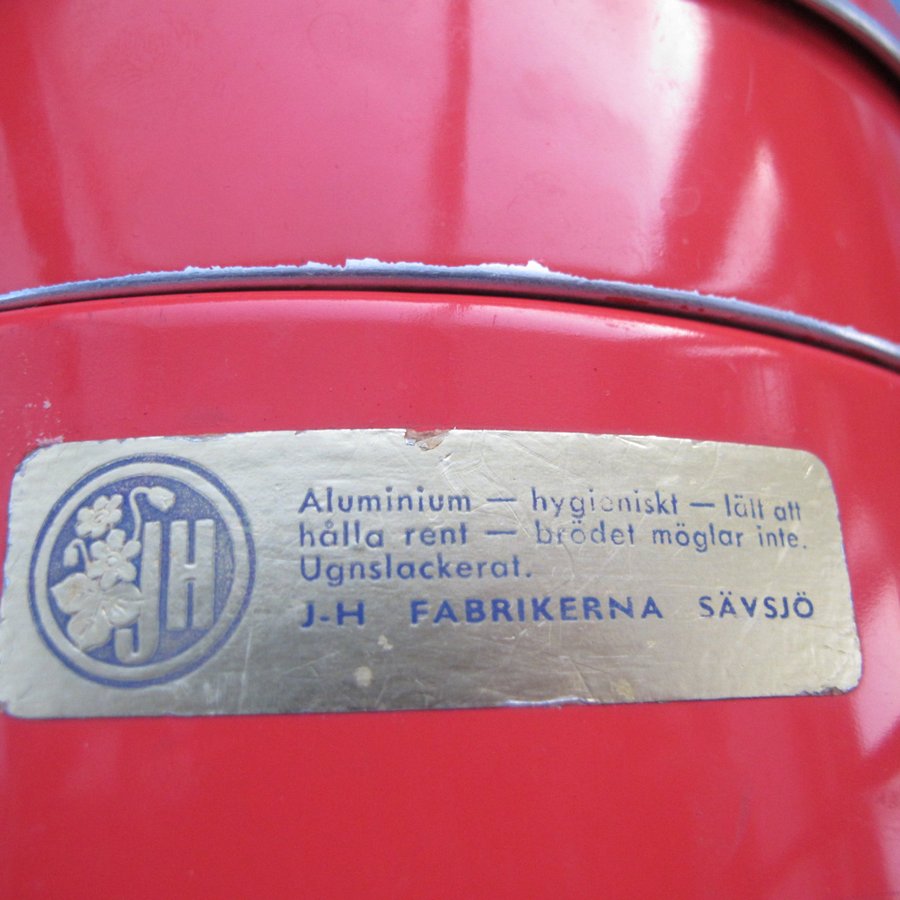 JH
Aluminium — hygieniskt — lätt att
hålla rent — brödet möglar inte.
Ugnslackerat.
J-H FABRIKERNA SÄVSJÖ